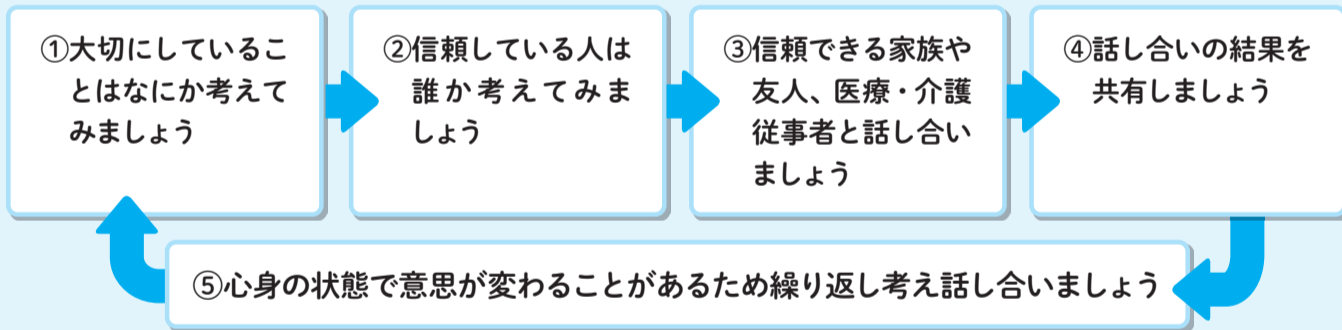 ①大切にしているこ
とはなにか考えて
みましょう
②信頼している人は
誰か考えてみま
しょう
③信頼できる家族や
友人、医療・介護
従事者と話し合い
ましょう
④話し合いの結果を
共有しましょう
⑤心身の状態で意思が変わることがあるため繰り返し考え話し合いましょう